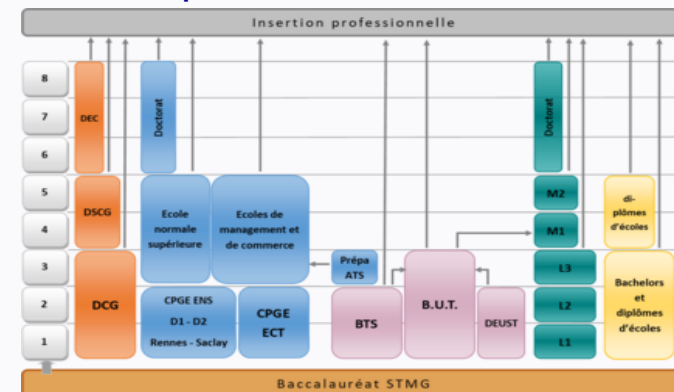 Insertion professionnelle
8
7
6
5
4
3
2
1
DEC
DSCG
DCG
Doctorat
Ecole
normale
supérieure
Ecoles de
management et
de commerce
Prépa
ATS
CPGE ENS
D1 - D2
Rennes - Saclay
CPGE
ECT
BTS
B.U.T.
DEUST
Doctorat
M2
M1
L3
L2
L1
di-
plômes
d'écoles
Bachelors
et
diplômes
d'écoles
Baccalauréat STMG